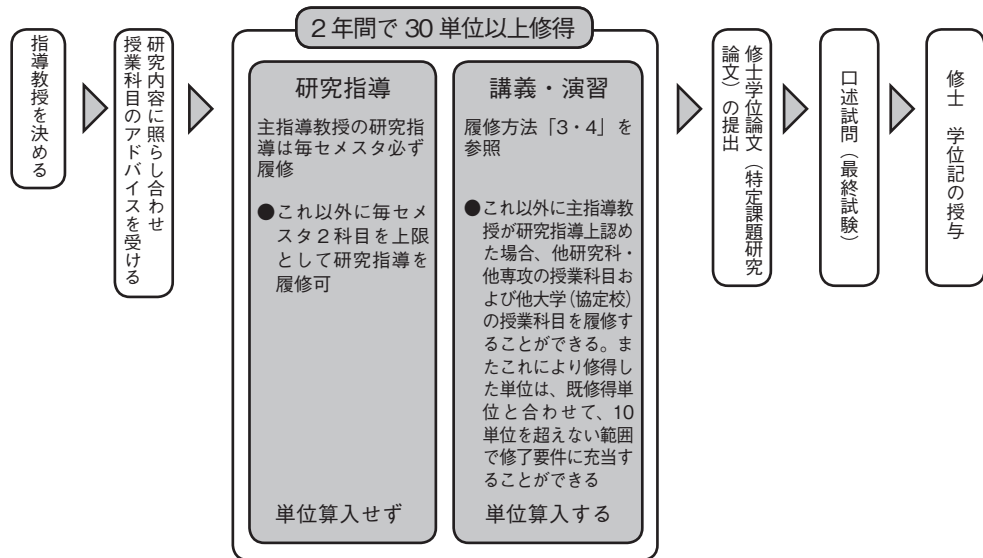 指導教授を決める
研究内容に照らし合わせ
授業科目のアドバイスを受ける
2年間で30単位以上修得
研究指導
主指導教授の研究指
導は毎セメスタ必ず
履修
●これ以外に毎セメ
スタ2科目を上限
として研究指導を
履修可
単位算入せず
講義・演習
履修方法「3・4」を
参照
●これ以外に主指導教
授が研究指導上認め
た場合、他研究科・
他専攻の授業科目お
よび他大学(協定校)
の授業科目を履修す
ることができる。ま
たこれにより修得し
た単位は、既修得単
位と合わせて、10
単位を超えない範囲
で修了要件に充当す
ることができる
単位算入する
修士学位論文(特定課題研究
論文)の提出
口述試問(最終試験)
修士 学位記の授与